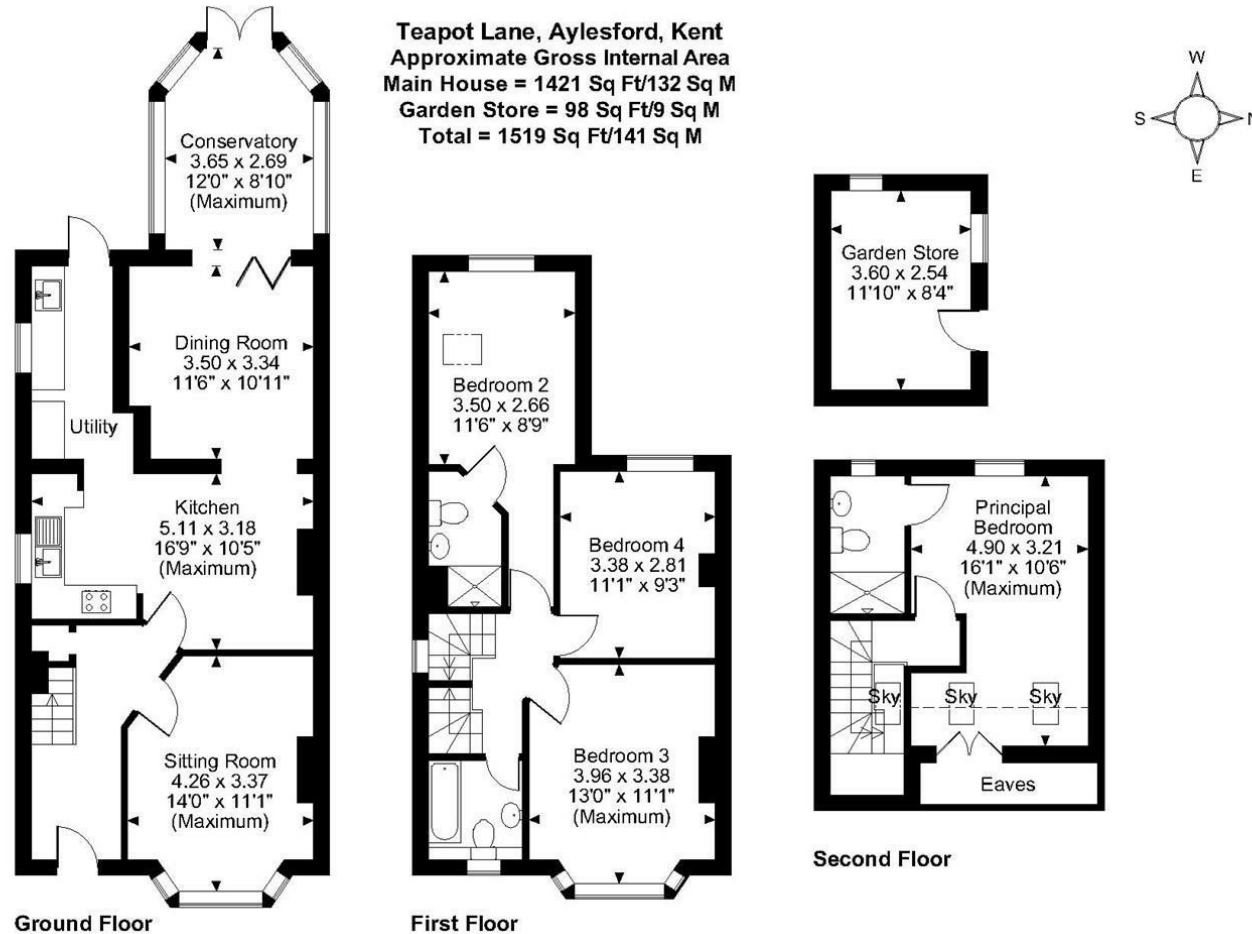 Teapot Lane, Aylesford, Kent
Approximate Gross Internal Area
Main House = 1421 Sq Ft/132 Sq M
Garden Store = 98 Sq Ft/9 Sq M
Total = 1519 Sq Ft/141 Sq M
W
S
N
E
Conservatory
3.65 x 2.69
12'0" x 8'10"
(Maximum)
Dining Room
3.50 x 3.34
11'6" x 10'11"
Utility
Kitchen
5.11 x 3.18
16'9" x 10'5"
(Maximum)
Sitting Room
4.26 x 3.37
14'0" x 11'1"
(Maximum)
Ground Floor
Bedroom 2
3.50 x 2.66
11'6" x 8'9"
Bedroom 4
3.38 x 2.81
11'1" x 9'3"
Bedroom 3
3.96 x 3.38
13'0" x 11'1"
(Maximum)
First Floor
Garden Store
3.60 x 2.54
11'10" x 8'4"
Principal
Bedroom
4.90 x 3.21
16'1" x 10'6"
(Maximum)
Sky
Sky
Sky
Eaves
Second Floor